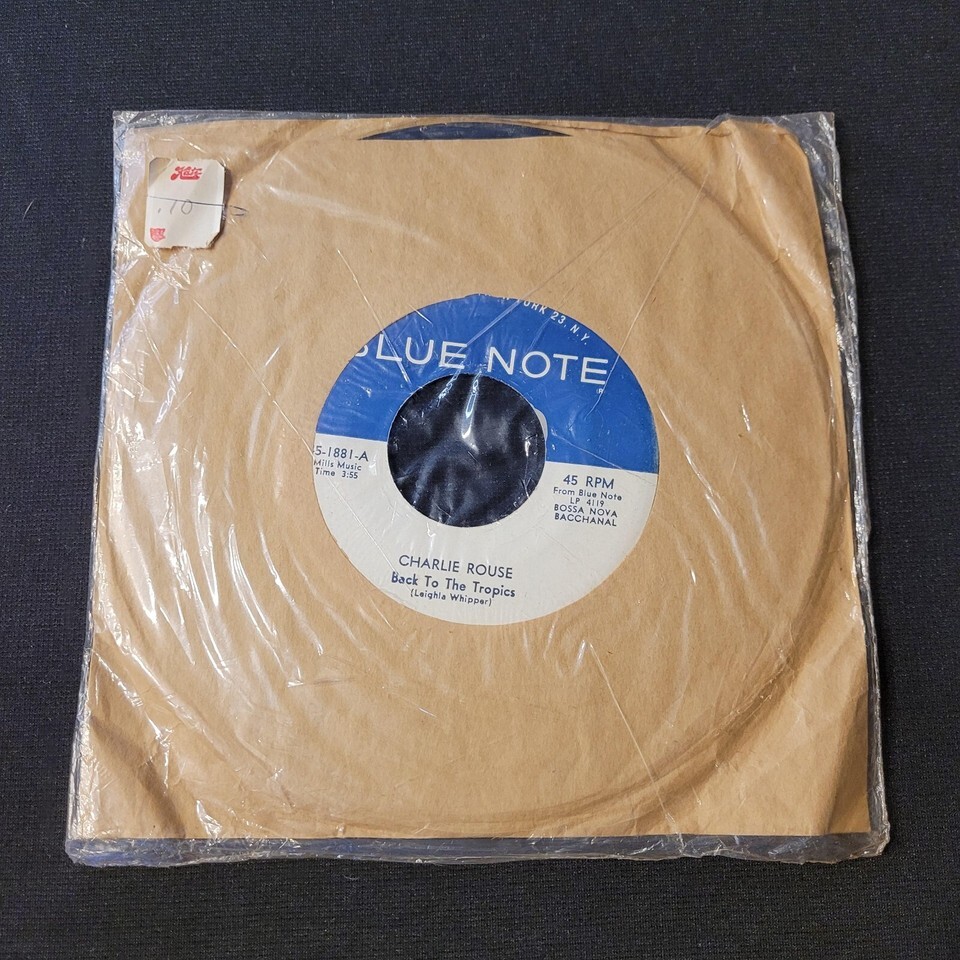 .10
YORK 23, N.Y.
BLUE NOTE
5-1881-A
Mills Music
Time 3:55
45 RPM
From Blue Note
LP 4119
BOSSA NOVA
BACCHANAL
CHARLIE ROUSE
Back To The Tropics
(Leighla Whipper)